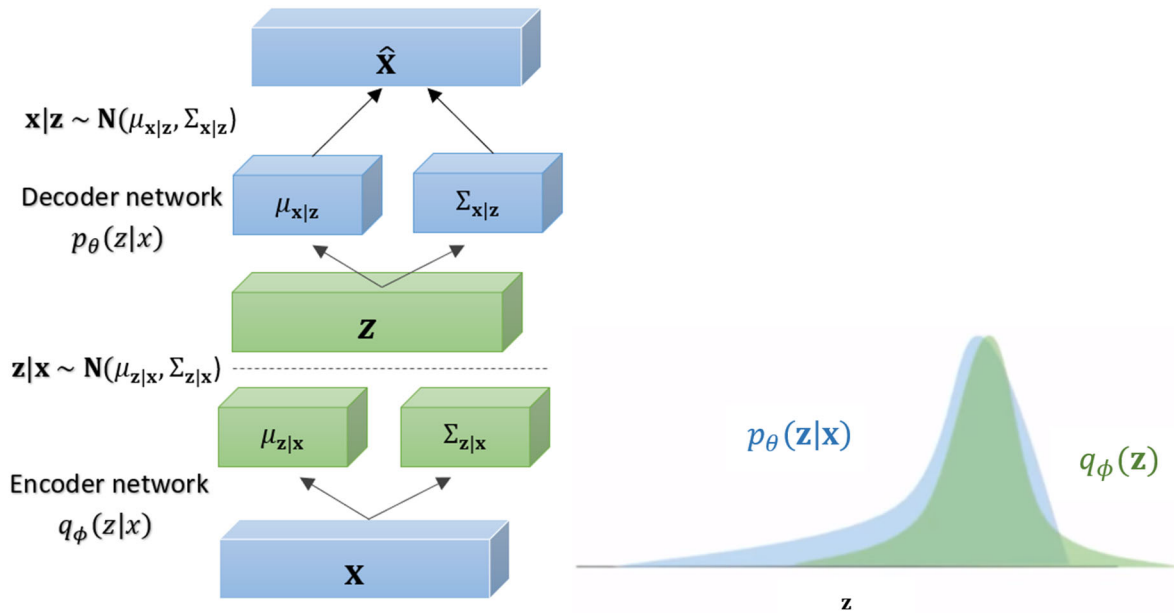 x̂
x|z ~ N(μx|z, Σx|z)
μx|z
Σx|z
Decoder network
pθ(z|x)
z
z|x ~ N(μz|x, Σz|x)
μz|x
Σz|x
Encoder network
qϕ(z|x)
x
pθ(z|x)
qϕ(z)
z